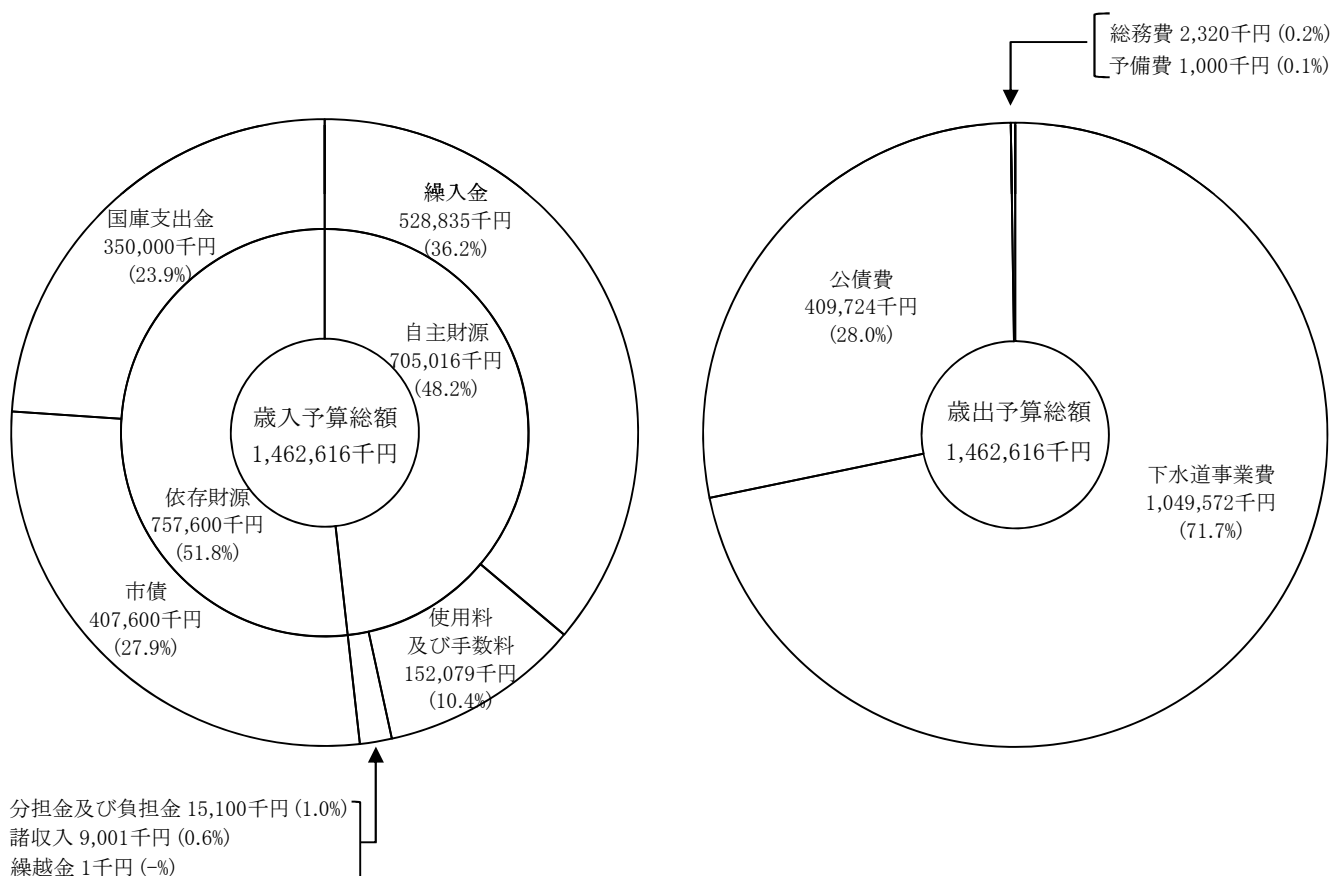 総務費 2,320千円 (0.2%)
予備費 1,000千円 (0.1%)
繰入金
528,835千円
(36.2%)
国庫支出金
350,000千円
(23.9%)
自主財源
705,016千円
(48.2%)
歳入予算総額
1,462,616千円
依存財源
757,600千円
(51.8%)
市債
407,600千円
(27.9%)
使用料
及び手数料
152,079千円
(10.4%)
分担金及び負担金 15,100千円 (1.0%)
諸収入 9,001千円 (0.6%)
繰越金 1千円 (-%)
公債費
409,724千円
(28.0%)
歳出予算総額
1,462,616千円
下水道事業費
1,049,572千円
(71.7%)